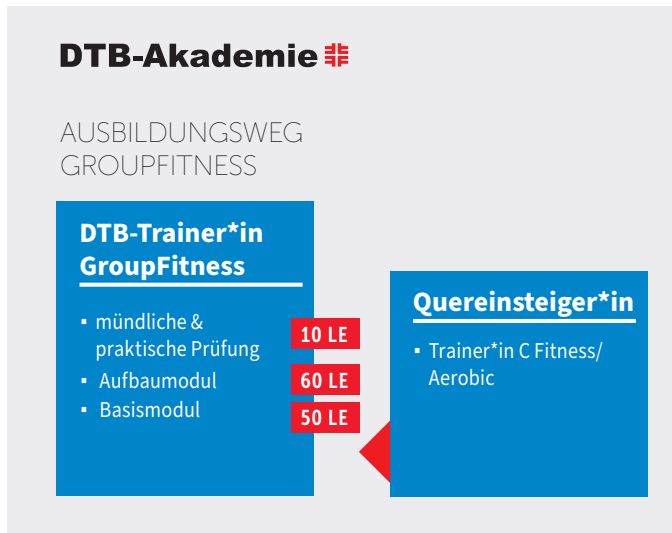 DTB-Akademie
AUSBILDUNGSWEG
GROUPFITNESS
DTB-Trainer*in
GroupFitness
▪ mündliche &
praktische Prüfung
10 LE
▪ Aufbaumodul
60 LE
▪ Basismodul
50 LE
Quereinsteiger*in
▪ Trainer*in C Fitness/
Aerobic